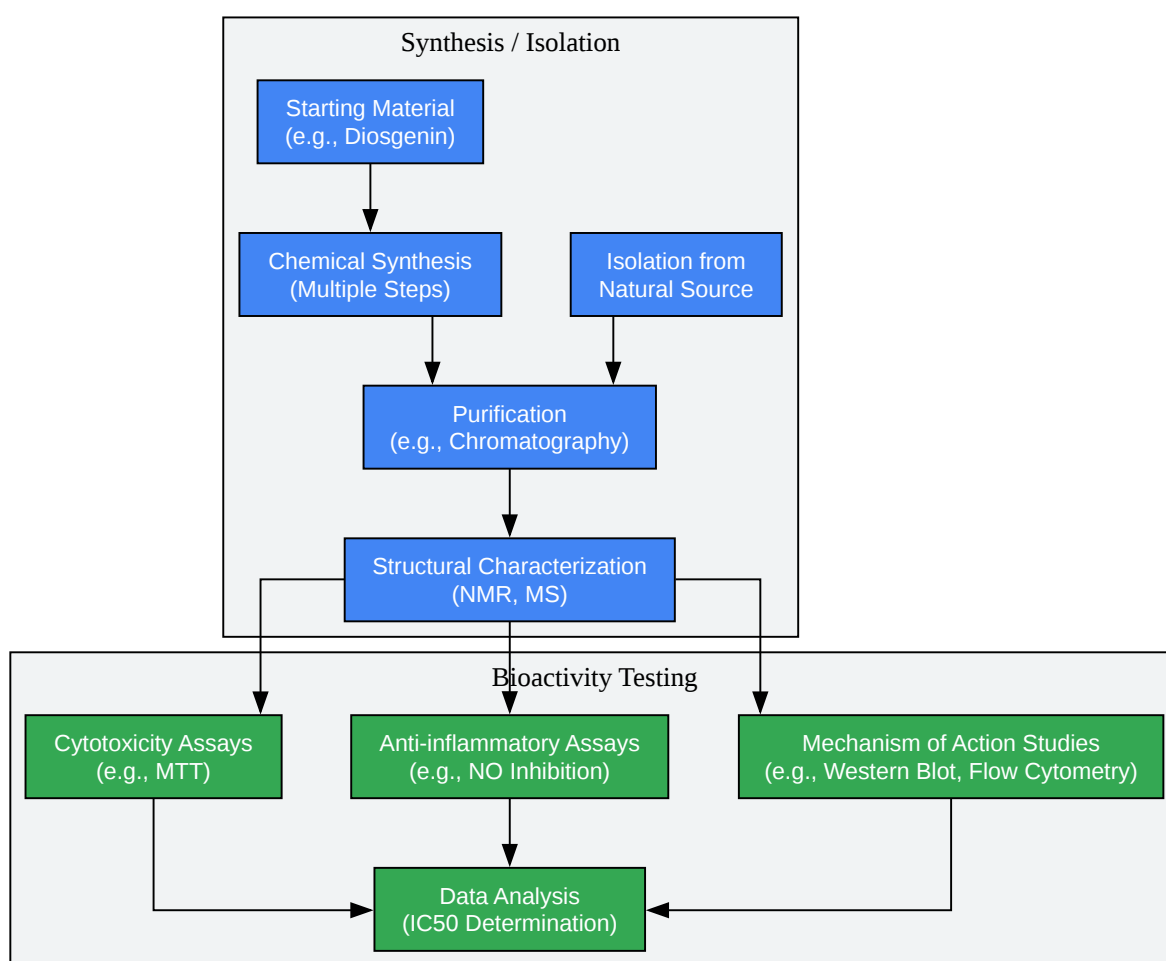 Synthesis / Isolation
Starting Material
(e.g., Diosgenin)
Chemical Synthesis
(Multiple Steps)
Isolation from
Natural Source
Purification
(e.g., Chromatography)
Structural Characterization
(NMR, MS)
Bioactivity Testing
Cytotoxicity Assays
(e.g., MTT)
Anti-inflammatory Assays
(e.g., NO Inhibition)
Mechanism of Action Studies
(e.g., Western Blot, Flow Cytometry)
Data Analysis
(IC50 Determination)